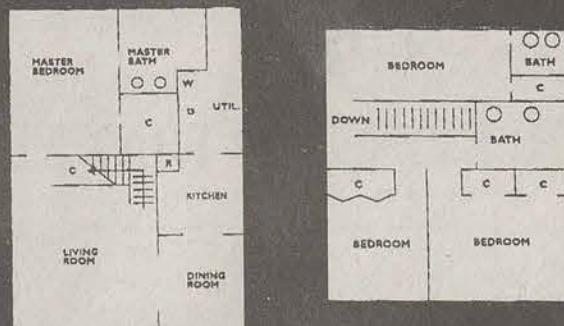 MASTER
BEDROOM
MASTER
BATH
W
D
UTIL.
C
C
R
KITCHEN
LIVING
ROOM
DINING
ROOM
BEDROOM
BATH
C
DOWN
BATH
C
C
C
BEDROOM
BEDROOM